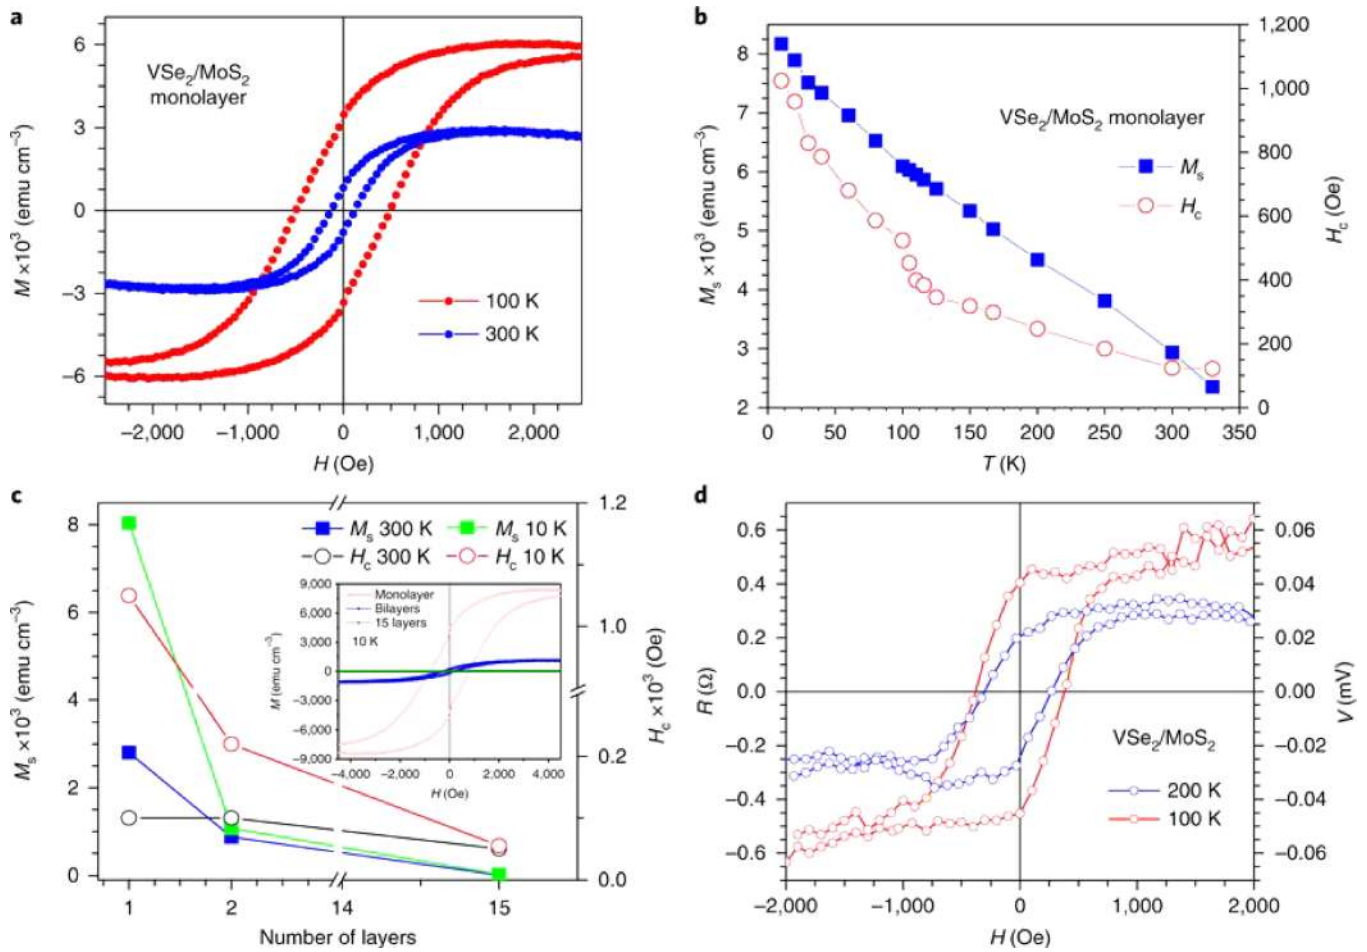 a
VSe₂/MoS₂
monolayer
M ×10³ (emu cm⁻³)
6
3
0
−3
−6
100 K
300 K
−2,000 −1,000 0 1,000 2,000
H (Oe)
b
VSe₂/MoS₂ monolayer
Mₛ
H꜀
Mₛ ×10³ (emu cm⁻³)
8
7
6
5
4
3
2
1,200
1,000
800
600
400
200
0
H꜀ (Oe)
0 50 100 150 200 250 300 350
T (K)
c
Mₛ 300 K Mₛ 10 K
H꜀ 300 K H꜀ 10 K
Mₛ ×10³ (emu cm⁻³)
8
6
4
2
0
1.2
1.0
0.2
0.0
H꜀ ×10³ (Oe)
9,000
6,000
3,000
0
−3,000
−6,000
−9,000
M (emu cm⁻³)
Monolayer
Bilayers
15 layers
10 K
−4,000 −2,000 0 2,000 4,000
H (Oe)
1 2 14 15
Number of layers
d
R (Ω)
0.6
0.4
0.2
0.0
−0.2
−0.4
−0.6
0.06
0.04
0.02
0.00
−0.02
−0.04
−0.06
V (mV)
VSe₂/MoS₂
200 K
100 K
−2,000 −1,000 0 1,000 2,000
H (Oe)